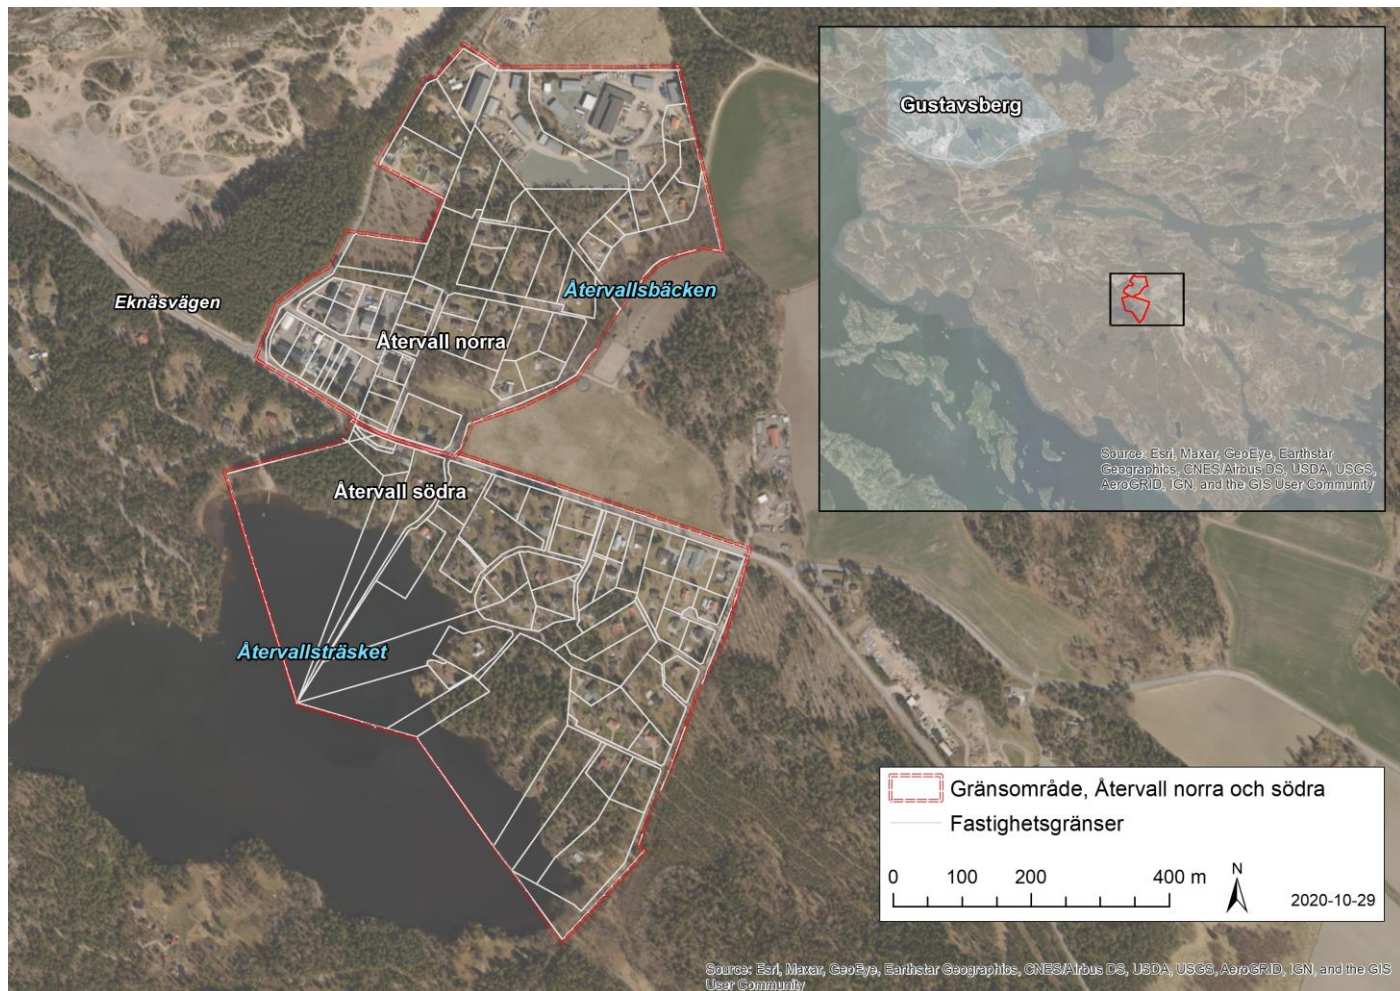 Gustavsberg
Source: Esri, Maxar, GeoEye, Earthstar
Geographics, CNES/Airbus DS, USDA, USGS,
AeroGRID, IGN, and the GIS User Community
Eknäsvägen
Återvallsbäcken
Återvall norra
Återvall södra
Återvallsträsket
Gränsområde, Återvall norra och södra
Fastighetsgränser
0 100 200 400 m
N
2020-10-29
Source: Esri, Maxar, GeoEye, Earthstar Geographics, CNES/Airbus DS, USDA, USGS, AeroGRID, IGN, and the GIS
User Community